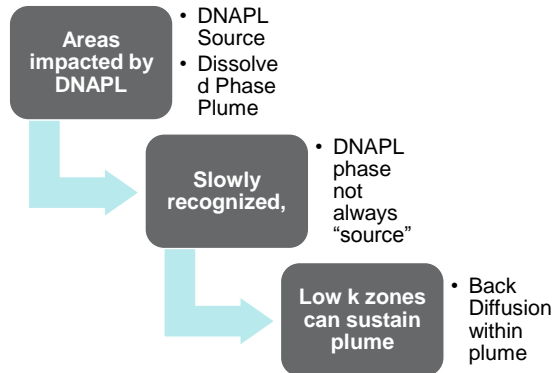 Areas
impacted by
DNAPL
• DNAPL
Source
• Dissolve
d Phase
Plume
Slowly
recognized,
• DNAPL
phase
not
always
“source”
Low k zones
can sustain
plume
• Back
Diffusion
within
plume